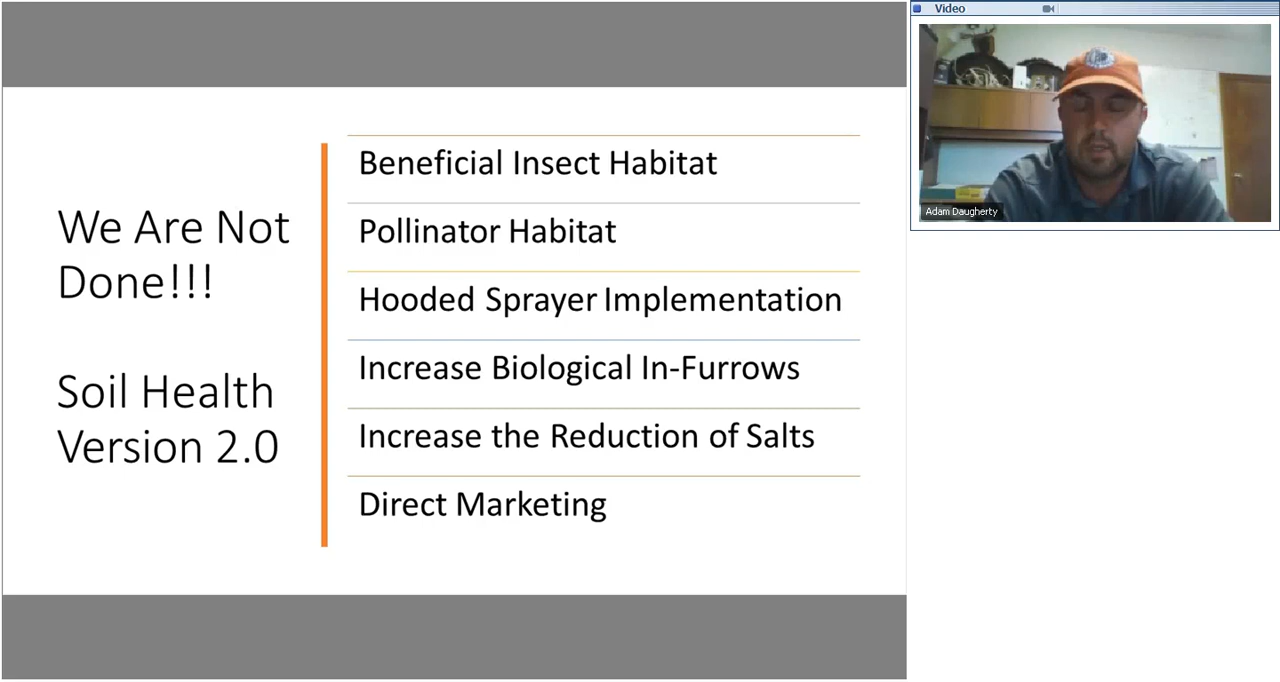 We Are Not
Done!!!
Soil Health
Version 2.0
Beneficial Insect Habitat
Pollinator Habitat
Hooded Sprayer Implementation
Increase Biological In-Furrows
Increase the Reduction of Salts
Direct Marketing
Video
Adam Daugherty